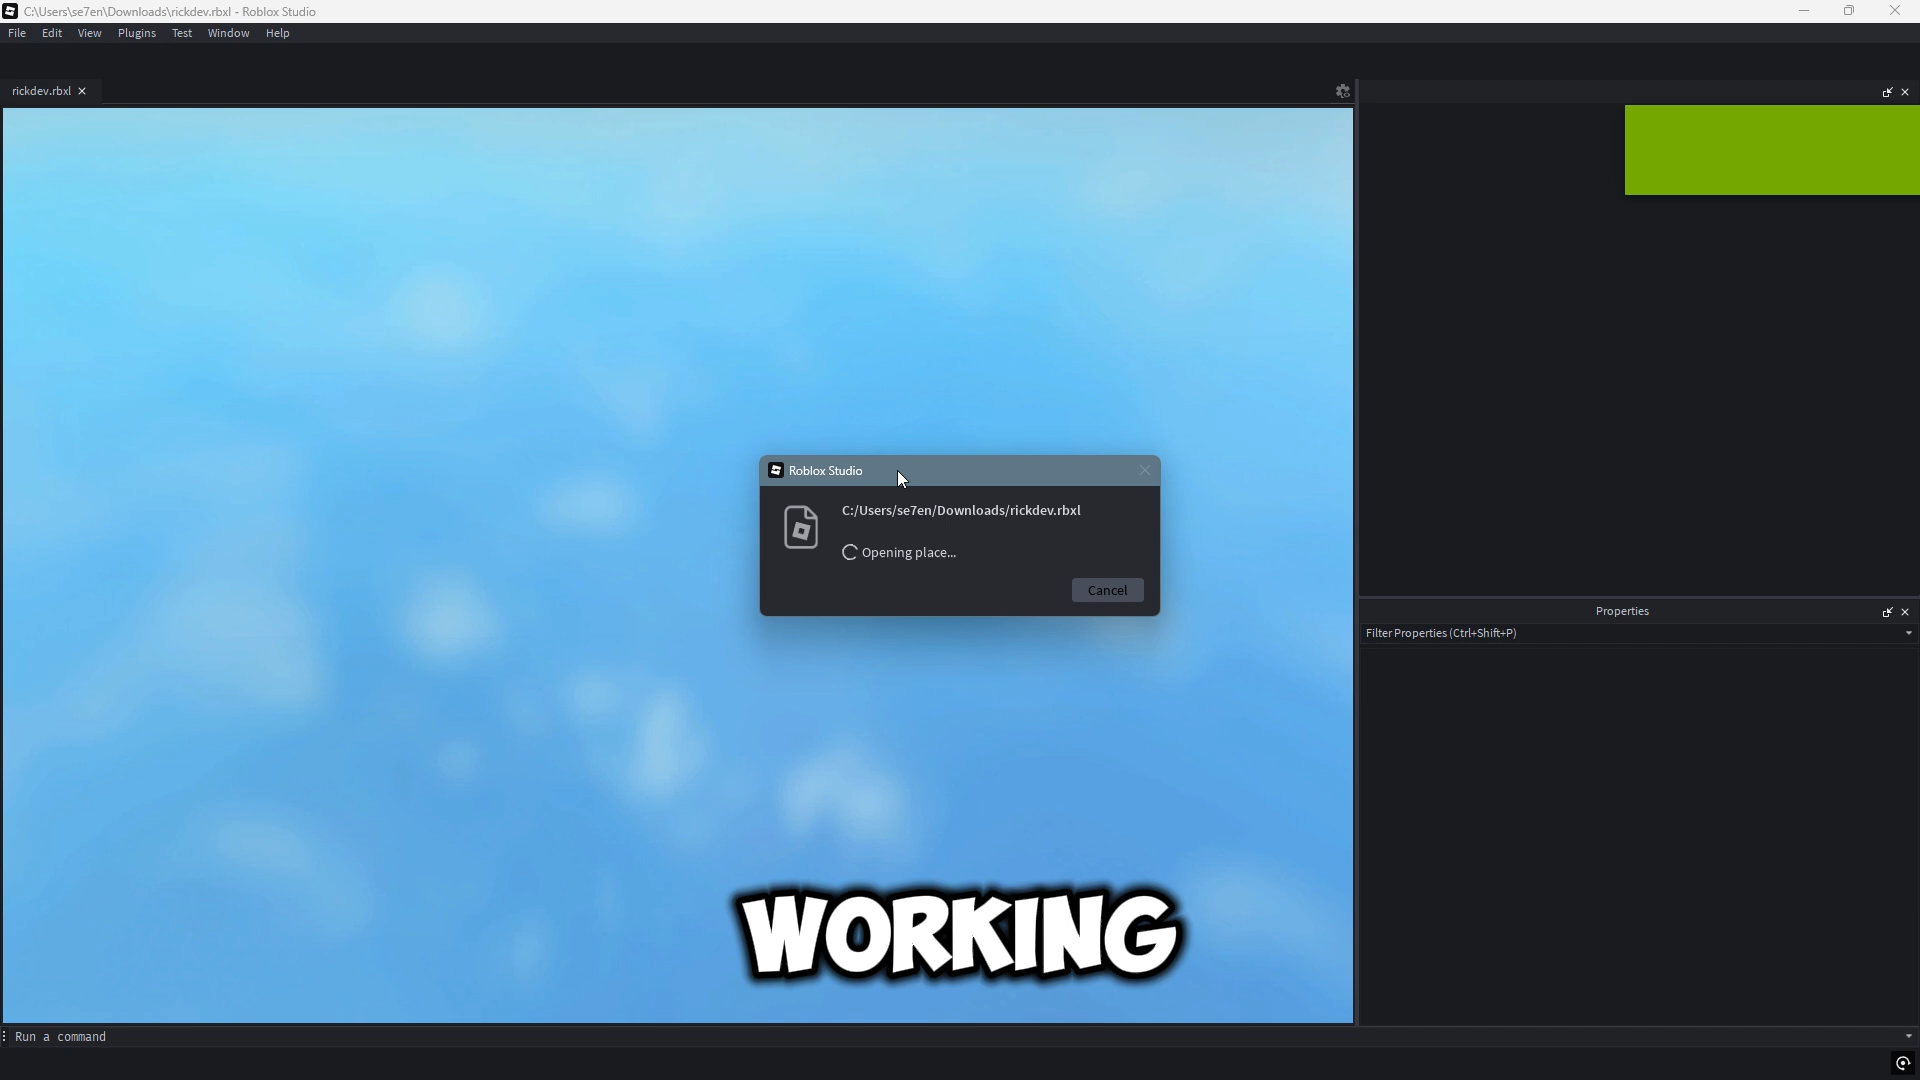 C:\Users\se7en\Downloads\rickdev.rbxl - Roblox Studio
File Edit View Plugins Test Window Help
rickdev.rbxl
Roblox Studio
C:/Users/se7en/Downloads/rickdev.rbxl
Opening place...
Cancel
Properties
Filter Properties (Ctrl+Shift+P)
WORKING
Run a command